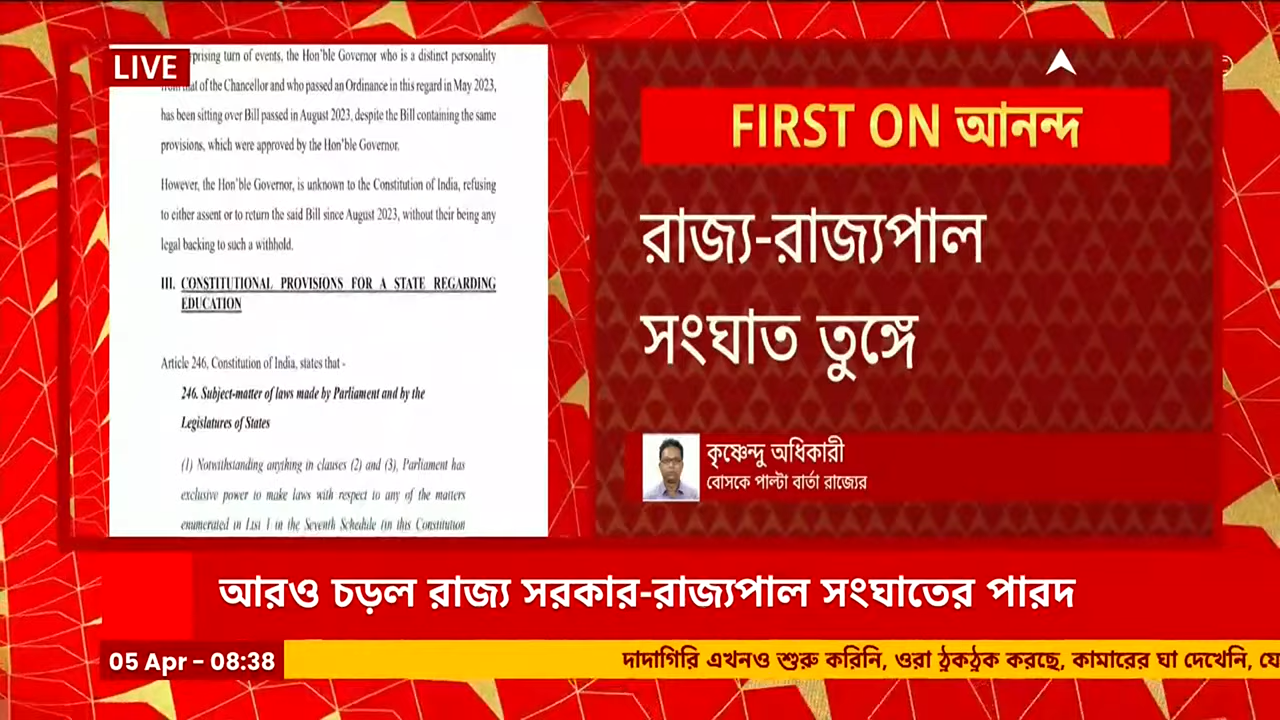 LIVE
prising turn of events, the Hon'ble Governor who is a distinct personality
from that of the Chancellor and who passed an Ordinance in this regard in May 2023,
has been sitting over Bill passed in August 2023, despite the Bill containing the same
provisions, which were approved by the Hon'ble Governor.
However, the Hon'ble Governor, is unknown to the Constitution of India, refusing
to either assent or to return the said Bill since August 2023, without their being any
legal backing to such a withhold.
III. CONSTITUTIONAL PROVISIONS FOR A STATE REGARDING
EDUCATION
Article 246, Constitution of India, states that -
246. Subject-matter of laws made by Parliament and by the
Legislatures of States
(1) Notwithstanding anything in clauses (2) and (3), Parliament has
exclusive power to make laws with respect to any of the matters
enumerated in List I in the Seventh Schedule (in this Constitution
FIRST ON আনন্দ
রাজ্য-রাজ্যপাল
সংঘাত তুঙ্গে
কৃষ্ণেন্দু অধিকারী
বোসকে পাল্টা বার্তা রাজ্যের
আরও চড়ল রাজ্য সরকার-রাজ্যপাল সংঘাতের পারদ
05 Apr - 08:38
দাদাগিরি এখনও শুরু করিনি, ওরা ঠুকঠুক করছে, কামারের ঘা দেখেনি, যে